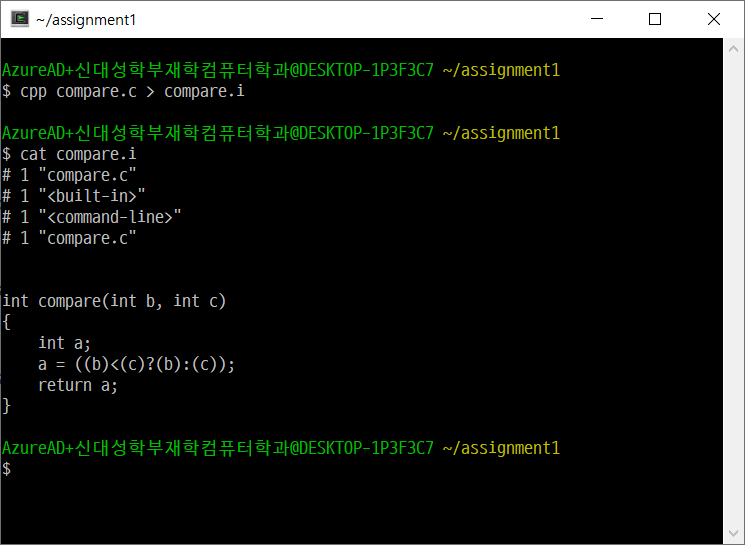 ~/assignment1
AzureAD+신대성학부재학컴퓨터학과@DESKTOP-1P3F3C7 ~/assignment1
$ cpp compare.c > compare.i
AzureAD+신대성학부재학컴퓨터학과@DESKTOP-1P3F3C7 ~/assignment1
$ cat compare.i
# 1 "compare.c"
# 1 "<built-in>"
# 1 "<command-line>"
# 1 "compare.c"
int compare(int b, int c)
{
    int a;
    a = ((b)<(c)?(b):(c));
    return a;
}
AzureAD+신대성학부재학컴퓨터학과@DESKTOP-1P3F3C7 ~/assignment1
$